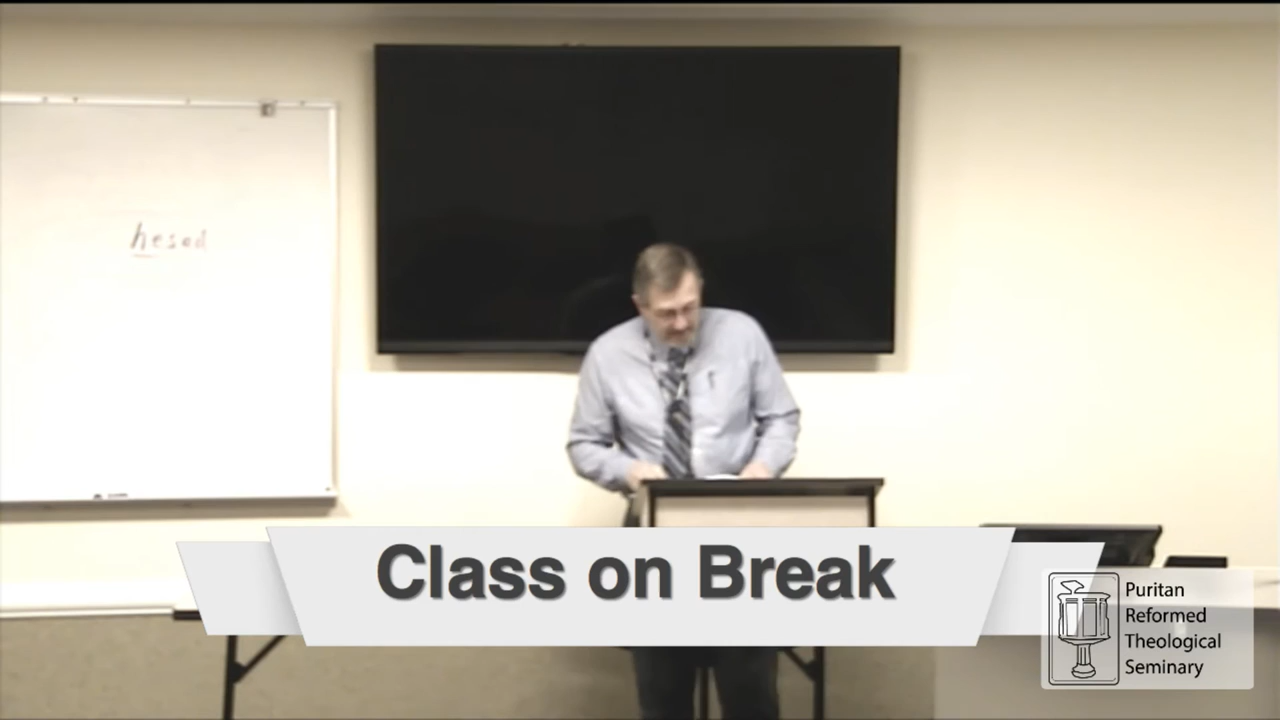 hesed
Class on Break
Puritan
Reformed
Theological
Seminary